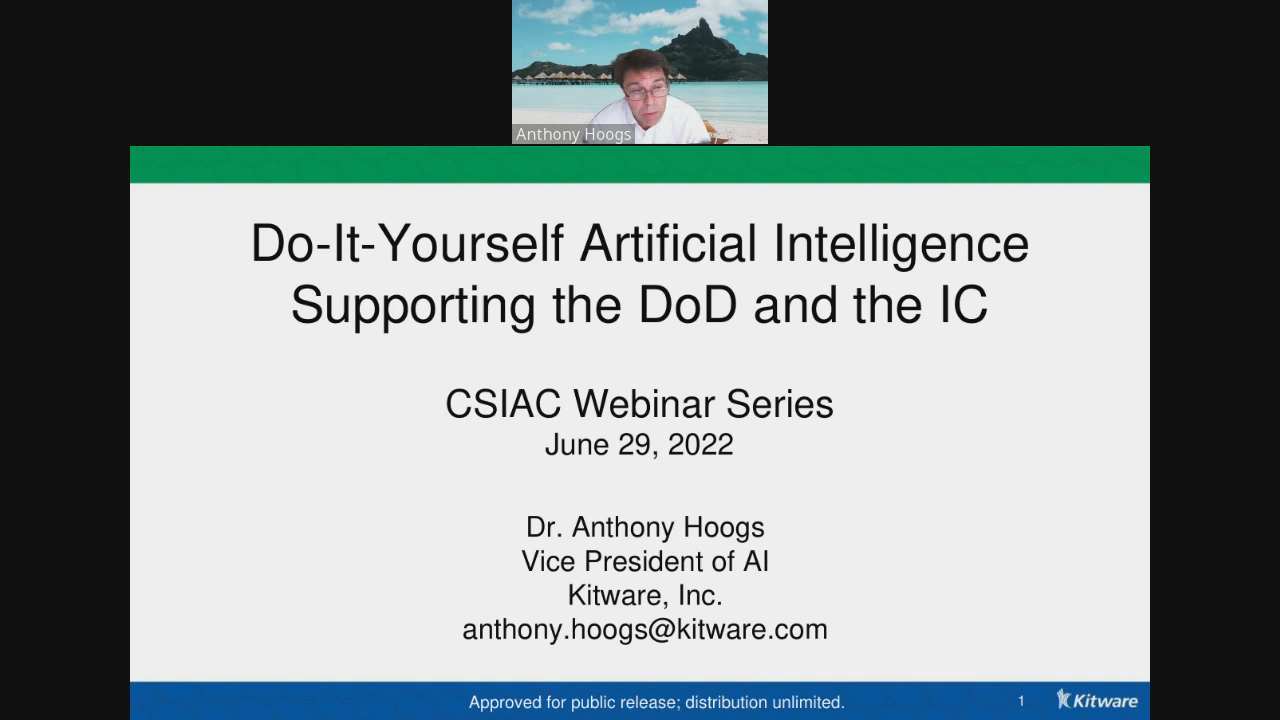 Anthony Hoogs
Do-It-Yourself Artificial Intelligence
Supporting the DoD and the IC
CSIAC Webinar Series
June 29, 2022
Dr. Anthony Hoogs
Vice President of AI
Kitware, Inc.
anthony.hoogs@kitware.com
Approved for public release; distribution unlimited.
1
Kitware